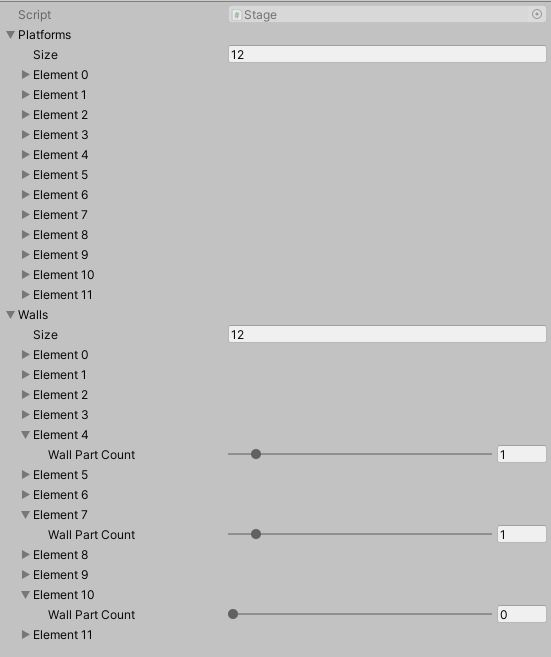 Script Stage
Platforms
Size 12
Element 0
Element 1
Element 2
Element 3
Element 4
Element 5
Element 6
Element 7
Element 8
Element 9
Element 10
Element 11
Walls
Size 12
Element 0
Element 1
Element 2
Element 3
Element 4
Wall Part Count 1
Element 5
Element 6
Element 7
Wall Part Count 1
Element 8
Element 9
Element 10
Wall Part Count 0
Element 11